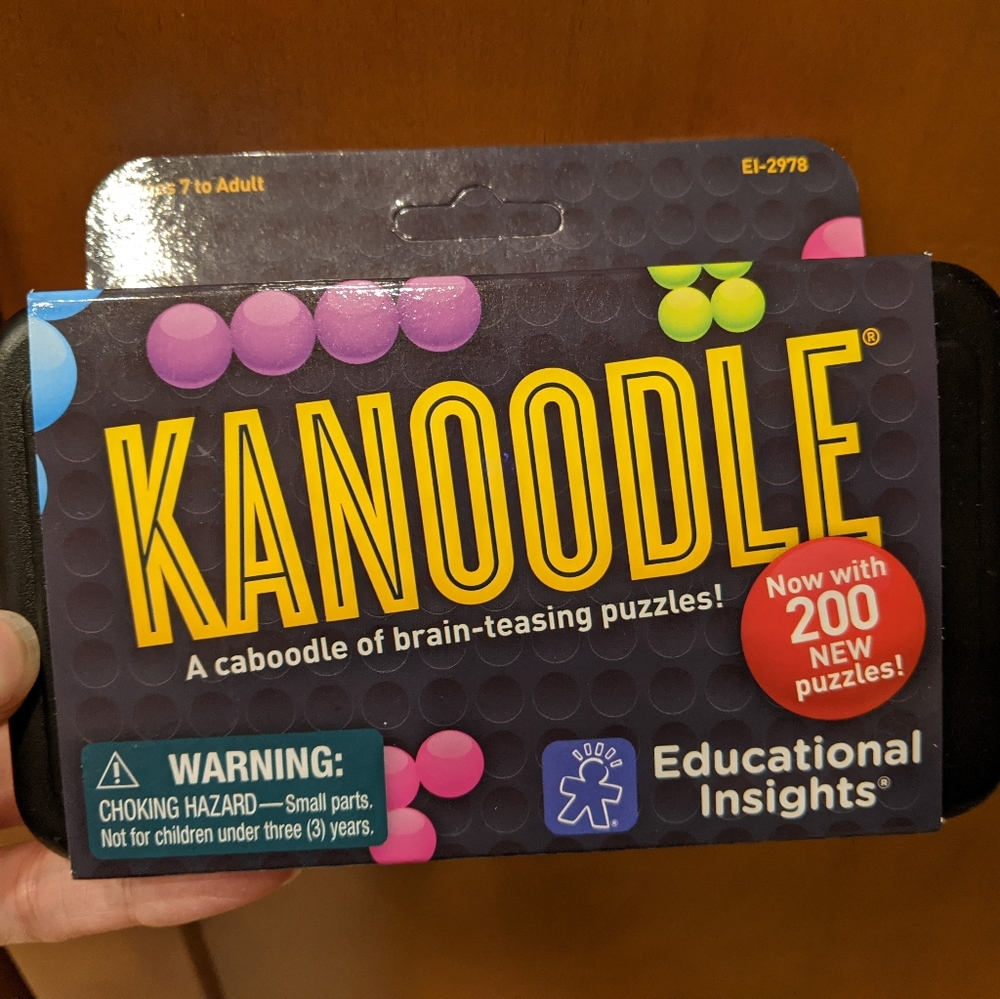 7 to Adult
EI-2978
KANOODLE®
A caboodle of brain-teasing puzzles!
Now with
200
NEW
puzzles!
WARNING:
CHOKING HAZARD—Small parts.
Not for children under three (3) years.
Educational
Insights®